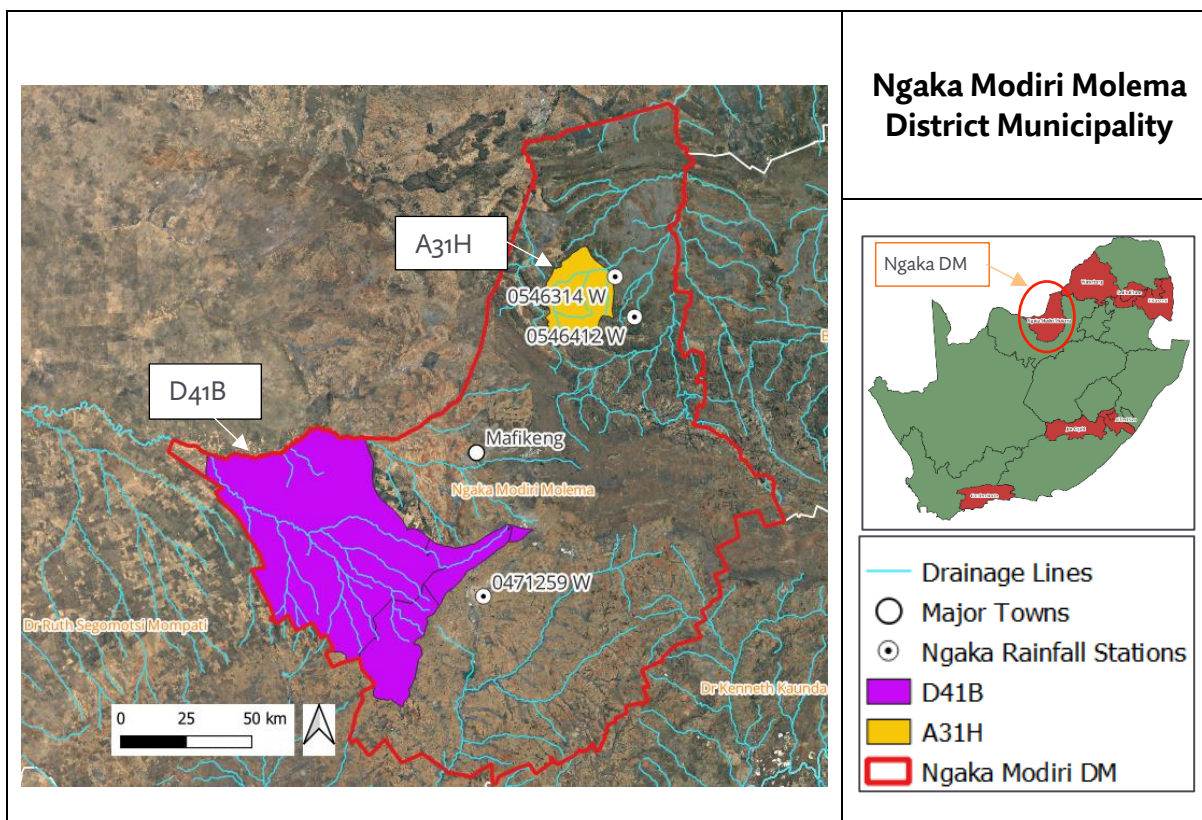 Ngaka Modiri Molema
District Municipality
A31H
0546314 W
0546412 W
D41B
Mafikeng
Ngaka Modiri Molema
0471259 W
Dr Ruth Segomotsi Mompati
Dr Kenneth Kaunda
0 25 50 km
Ngaka DM
Drainage Lines
Major Towns
Ngaka Rainfall Stations
D41B
A31H
Ngaka Modiri DM